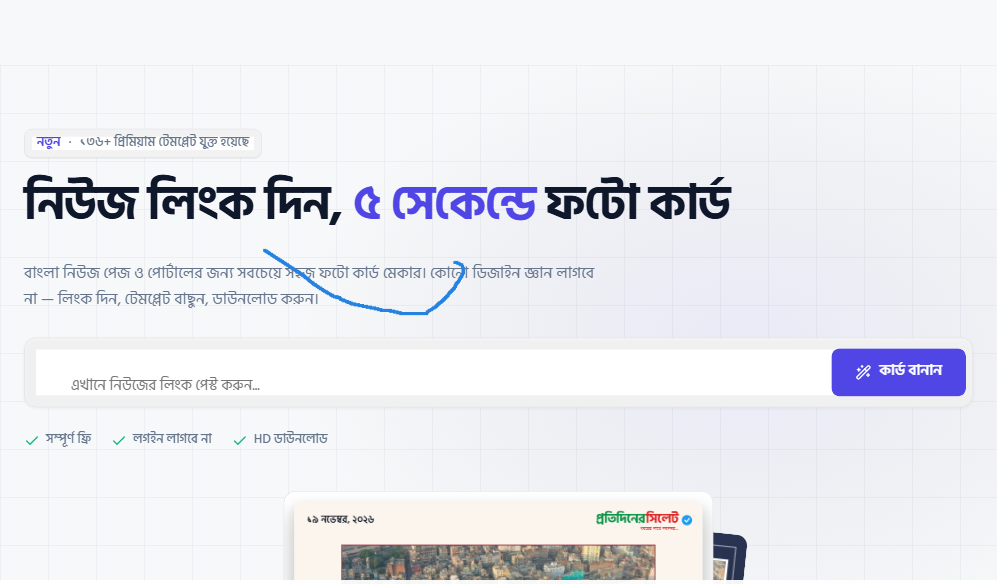 নতুন · ১৩৬+ প্রিমিয়াম টেমপ্লেট যুক্ত হয়েছে
নিউজ লিংক দিন, ৫ সেকেন্ডে ফটো কার্ড
বাংলা নিউজ পেজ ও পোর্টালের জন্য সবচেয়ে সহজ ফটো কার্ড মেকার। কোনো ডিজাইন জ্ঞান লাগবে
না — লিংক দিন, টেমপ্লেট বাছুন, ডাউনলোড করুন।
এখানে নিউজের লিংক পেস্ট করুন...
কার্ড বানান
সম্পূর্ণ ফ্রি
লগইন লাগবে না
HD ডাউনলোড
১৯ নভেম্বর, ২০২৬
প্রতিদিনের সিলেট